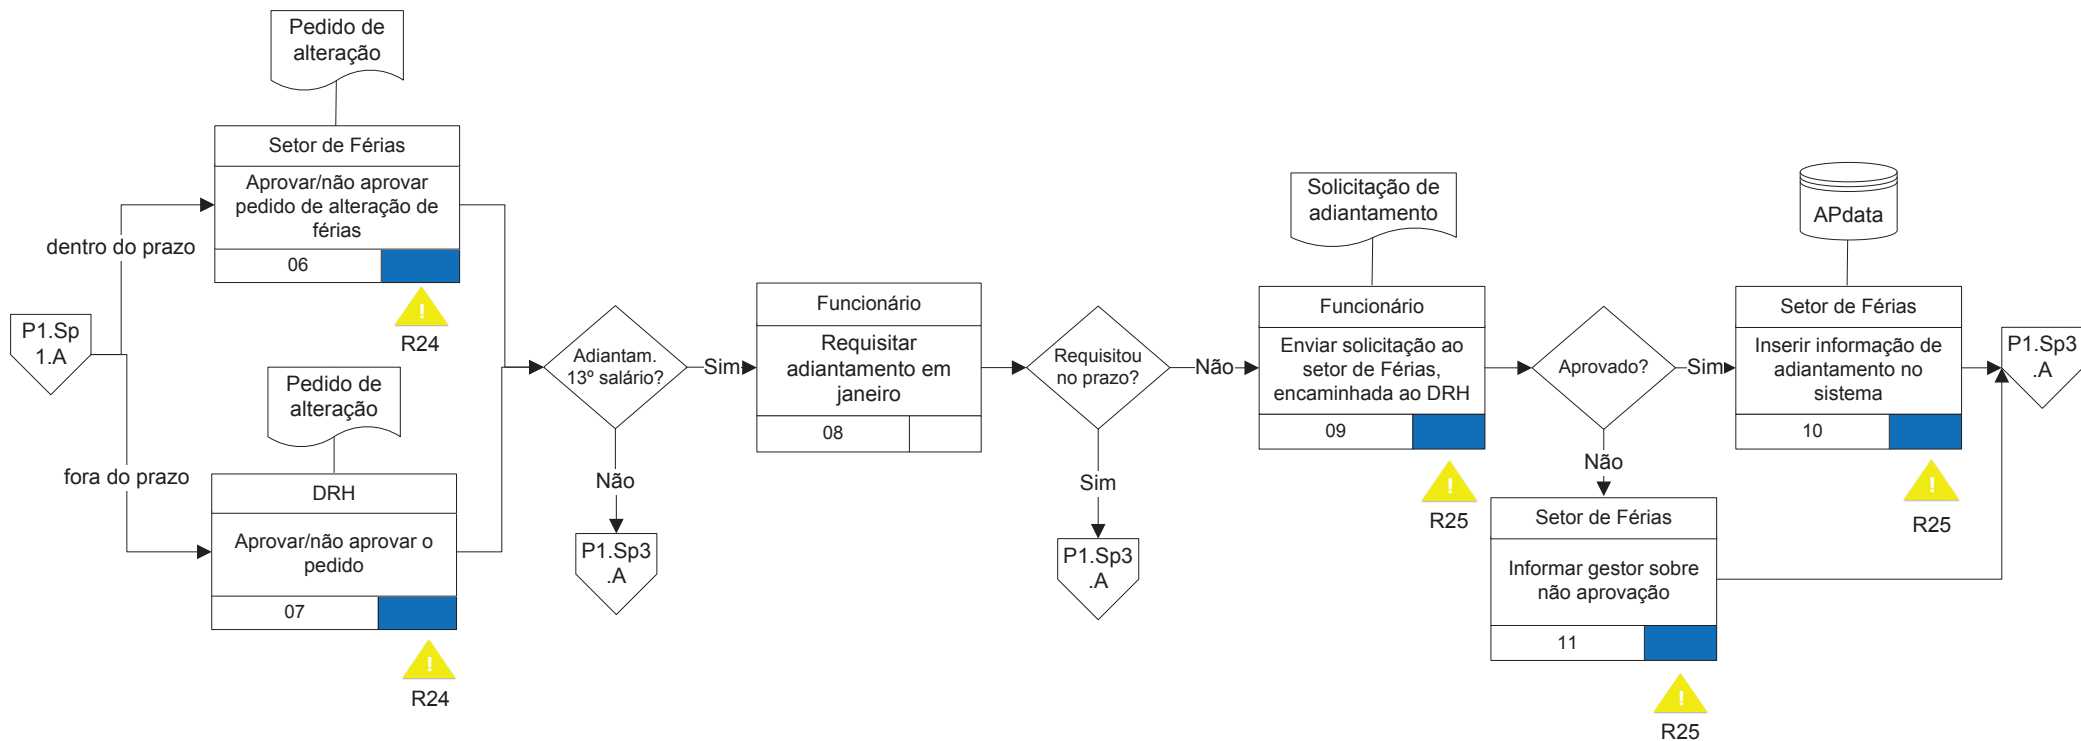 Pedido de
alteração
Setor de Férias
Aprovar/não aprovar
pedido de alteração de
férias
06
!
R24
dentro do prazo
P1.Sp
1.A
fora do prazo
Pedido de
alteração
DRH
Aprovar/não aprovar o
pedido
07
!
R24
Adiantam.
13º salário?
Sim
Não
P1.Sp3
.A
Funcionário
Requisitar
adiantamento em
janeiro
08
Requisitou
no prazo?
Não
Sim
P1.Sp3
.A
Solicitação de
adiantamento
Funcionário
Enviar solicitação ao
setor de Férias,
encaminhada ao DRH
09
!
R25
Aprovado?
Sim
Não
APdata
Setor de Férias
Inserir informação de
adiantamento no
sistema
10
!
R25
P1.Sp3
.A
Setor de Férias
Informar gestor sobre
não aprovação
11
!
R25